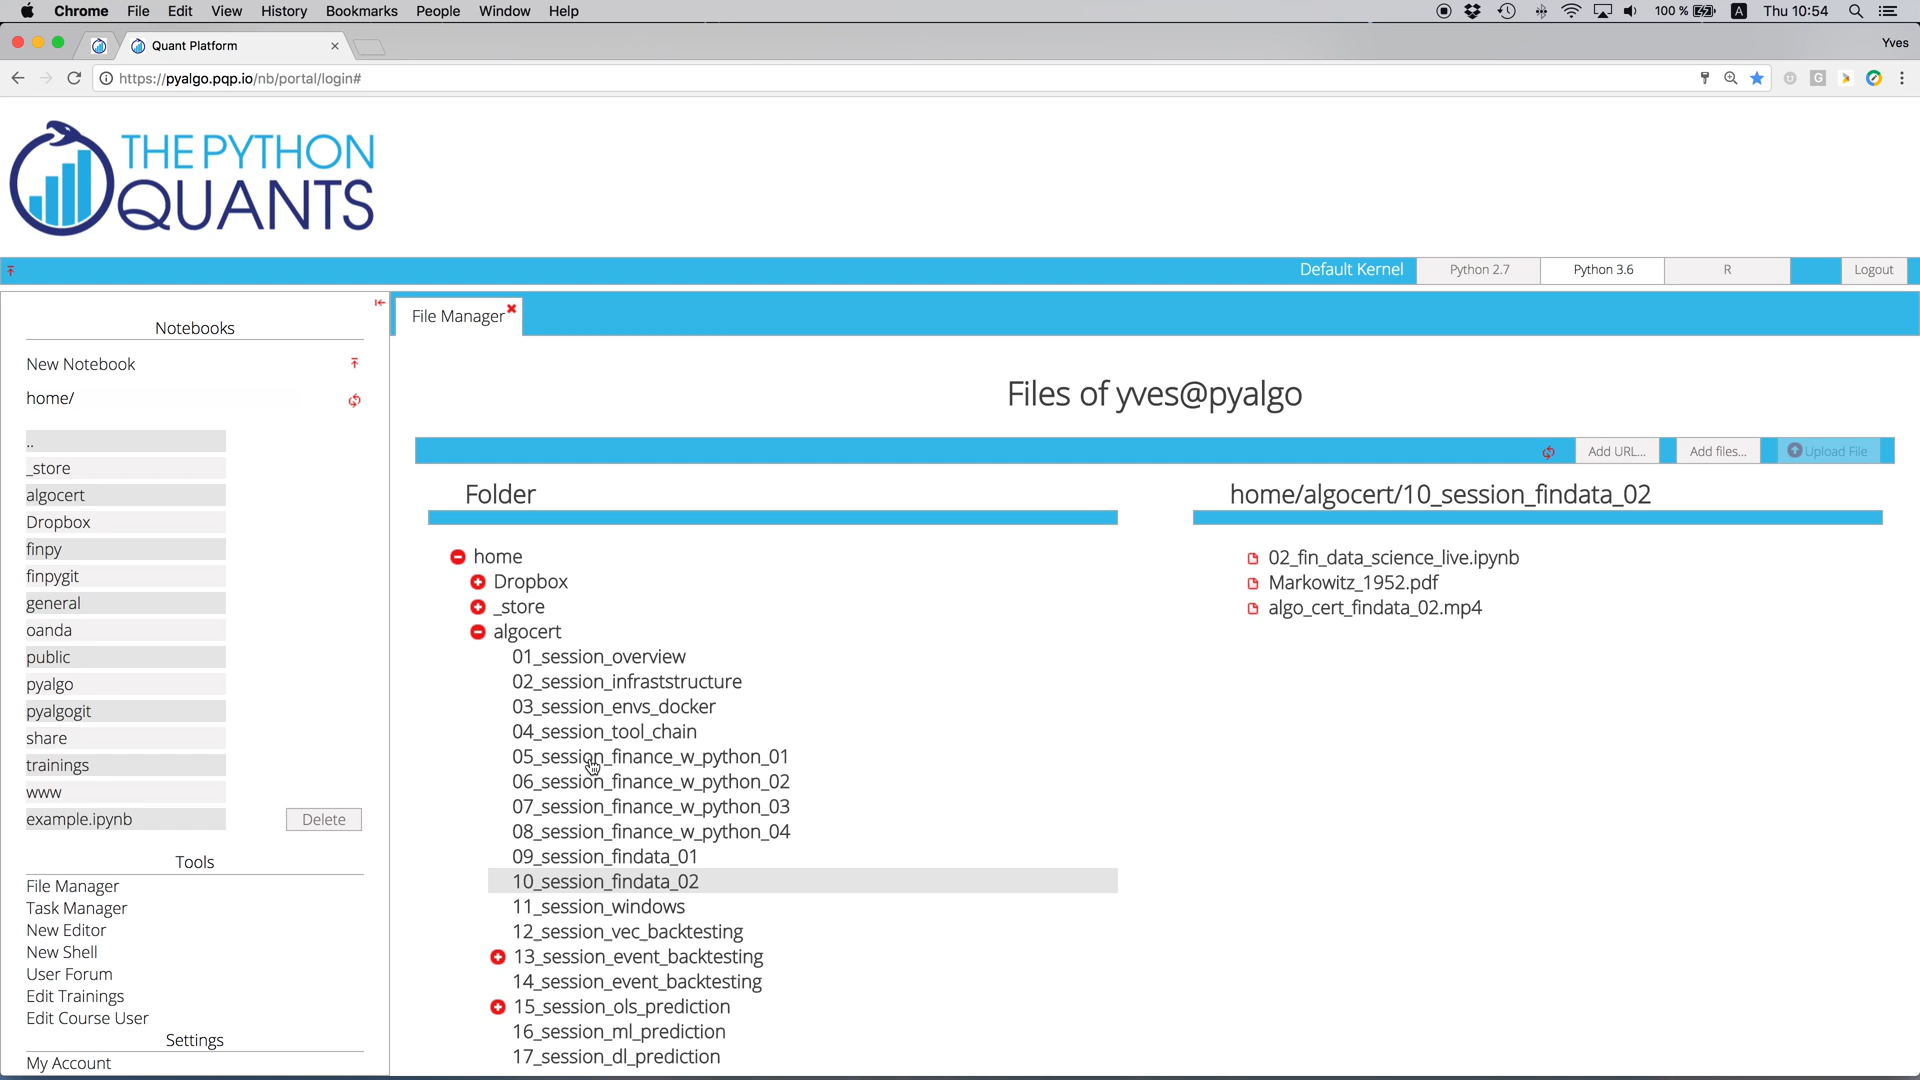 Chrome File Edit View History Bookmarks People Window Help 100 % A Thu 10:54
Quant Platform Yves
https://pyalgo.pqp.io/nb/portal/login#
THE PYTHON
QUANTS
Default Kernel Python 2.7 Python 3.6 R Logout
Notebooks
New Notebook
home/
..
_store
algocert
Dropbox
finpy
finpygit
general
oanda
public
pyalgo
pyalgogit
share
trainings
www
example.ipynb Delete
Tools
File Manager
Task Manager
New Editor
New Shell
User Forum
Edit Trainings
Edit Course User
Settings
My Account
File Manager
Files of yves@pyalgo
Add URL... Add files... Upload File
Folder
home
Dropbox
_store
algocert
01_session_overview
02_session_infraststructure
03_session_envs_docker
04_session_tool_chain
05_session_finance_w_python_01
06_session_finance_w_python_02
07_session_finance_w_python_03
08_session_finance_w_python_04
09_session_findata_01
10_session_findata_02
11_session_windows
12_session_vec_backtesting
13_session_event_backtesting
14_session_event_backtesting
15_session_ols_prediction
16_session_ml_prediction
17_session_dl_prediction
home/algocert/10_session_findata_02
02_fin_data_science_live.ipynb
Markowitz_1952.pdf
algo_cert_findata_02.mp4